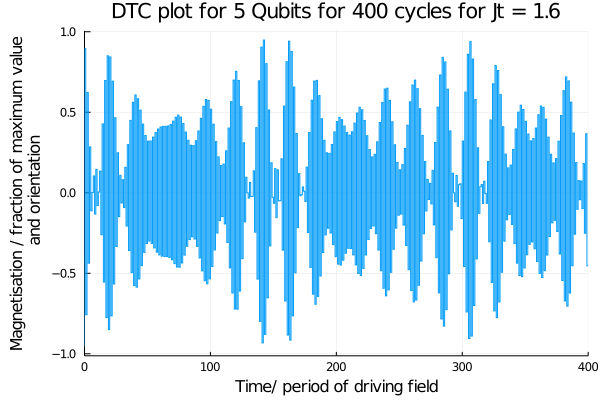 DTC plot for 5 Qubits for 400 cycles for Jt = 1.6
Magnetisation / fraction of maximum value
and orientation
1.0
0.5
0.0
−0.5
−1.0
0
100
200
300
400
Time/ period of driving field